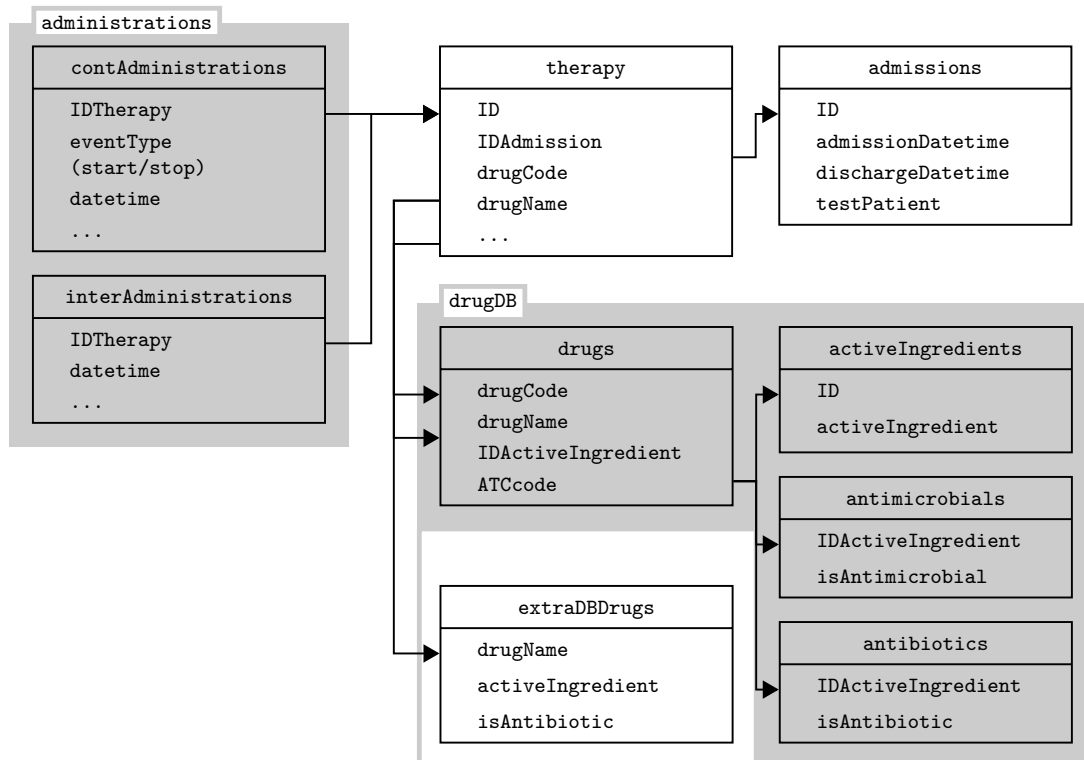 administrations
contAdministrations
IDTherapy
eventType
(start/stop)
datetime
...
interAdministrations
IDTherapy
datetime
...
therapy
ID
IDAdmission
drugCode
drugName
...
admissions
ID
admissionDatetime
dischargeDatetime
testPatient
drugDB
drugs
drugCode
drugName
IDActiveIngredient
ATCcode
activeIngredients
ID
activeIngredient
antimicrobials
IDActiveIngredient
isAntimicrobial
extraDBDrugs
drugName
activeIngredient
isAntibiotic
antibiotics
IDActiveIngredient
isAntibiotic